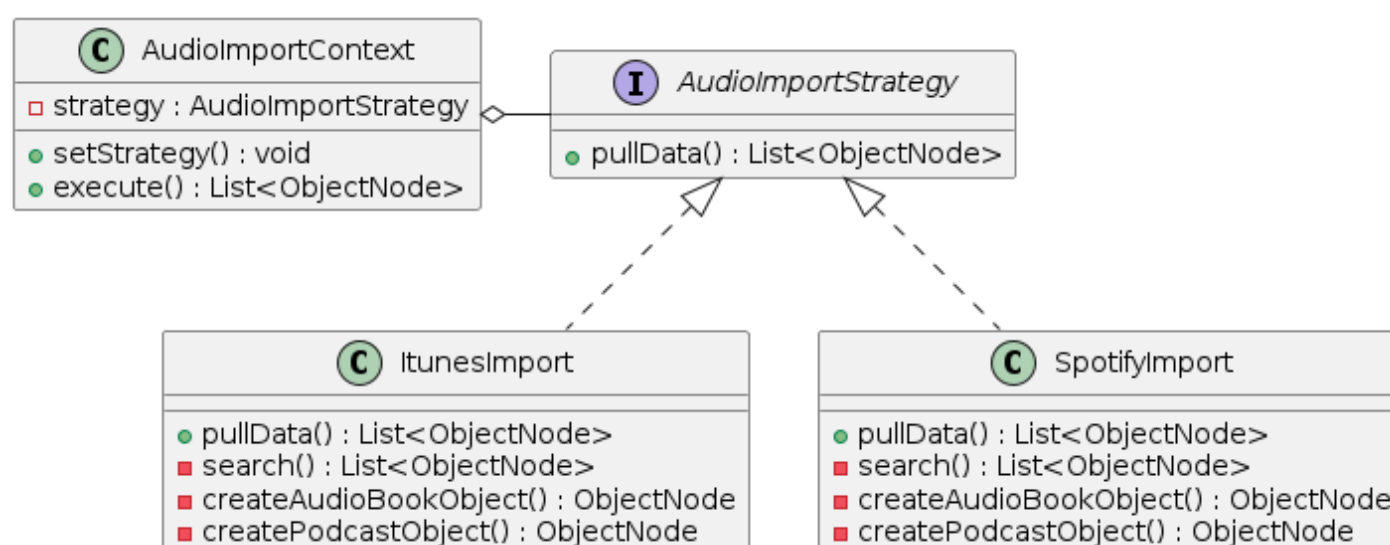 C AudioImportContext
strategy : AudioImportStrategy
setStrategy() : void
execute() : List<ObjectNode>
I AudioImportStrategy
pullData() : List<ObjectNode>
C ItunesImport
pullData() : List<ObjectNode>
search() : List<ObjectNode>
createAudioBookObject() : ObjectNode
createPodcastObject() : ObjectNode
C SpotifyImport
pullData() : List<ObjectNode>
search() : List<ObjectNode>
createAudioBookObject() : ObjectNode
createPodcastObject() : ObjectNode